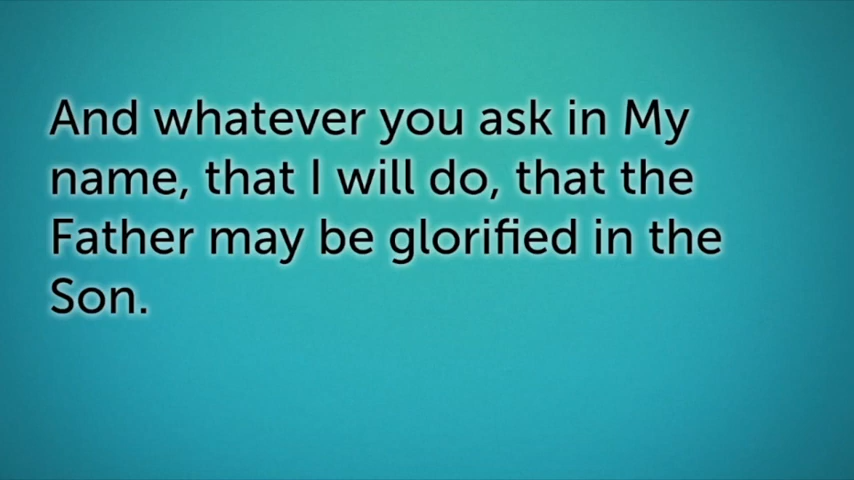 And whatever you ask in My
name, that I will do, that the
Father may be glorified in the
Son.